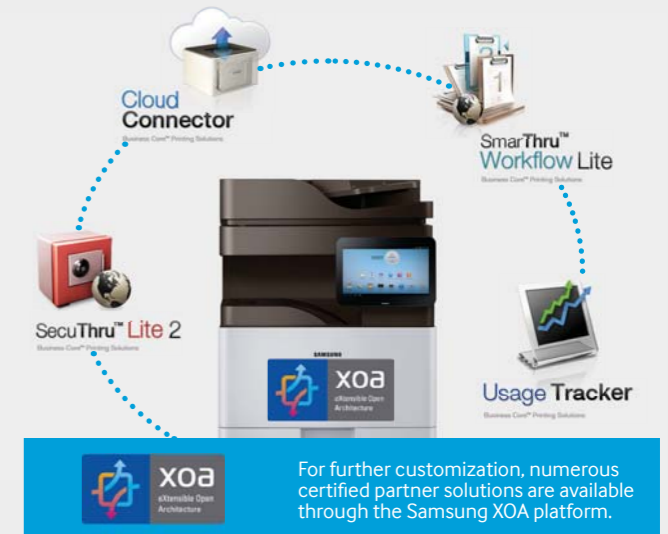 Cloud
Connector
Business Core™ Printing Solutions
SmarThru™
Workflow Lite
Business Core™ Printing Solutions
SecuThru™ Lite 2
Business Core™ Printing Solutions
Usage Tracker
Business Core™ Printing Solutions
SAMSUNG
xoa
eXtensible Open
Architecture
xoa
eXtensible Open
Architecture
For further customization, numerous
certified partner solutions are available
through the Samsung XOA platform.